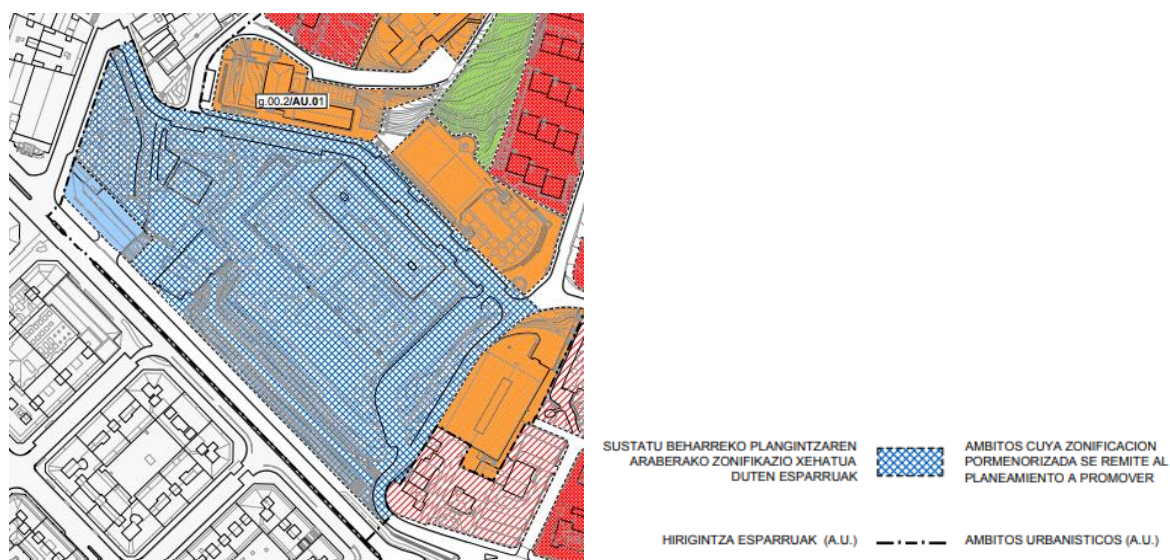 g.00.2/AU.01
SUSTATU BEHARREKO PLANGINTZAREN
ARABERAKO ZONIFIKAZIO XEHATUA
DUTEN ESPARRUAK
AMBITOS CUYA ZONIFICACION
PORMENORIZADA SE REMITE AL
PLANEAMIENTO A PROMOVER
HIRIGINTZA ESPARRUAK (A.U.)
AMBITOS URBANISTICOS (A.U.)